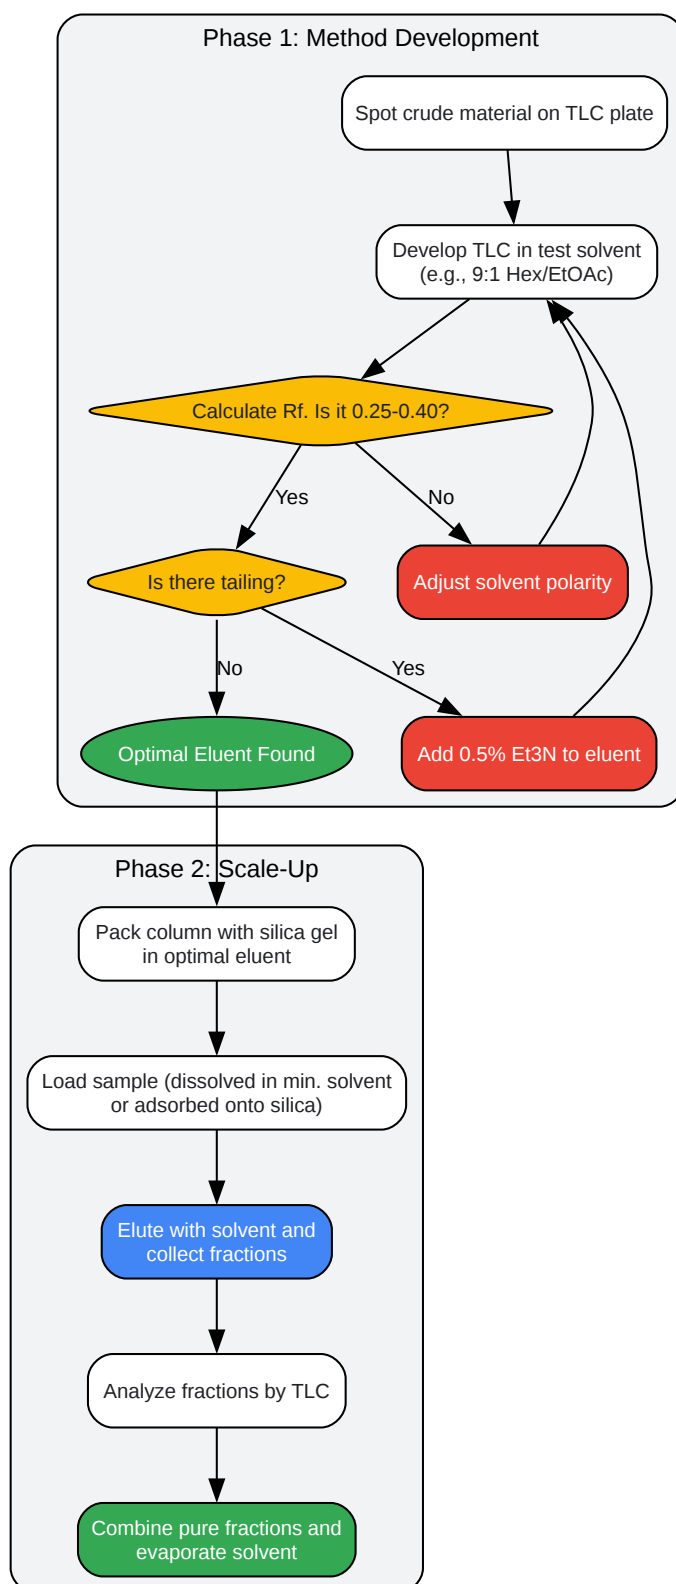 Phase 1: Method Development
Spot crude material on TLC plate
Develop TLC in test solvent
(e.g., 9:1 Hex/EtOAc)
Calculate Rf. Is it 0.25-0.40?
Yes
No
Is there tailing?
Adjust solvent polarity
No
Yes
Optimal Eluent Found
Add 0.5% Et3N to eluent
Phase 2: Scale-Up
Pack column with silica gel
in optimal eluent
Load sample (dissolved in min. solvent
or adsorbed onto silica)
Elute with solvent and
collect fractions
Analyze fractions by TLC
Combine pure fractions and
evaporate solvent